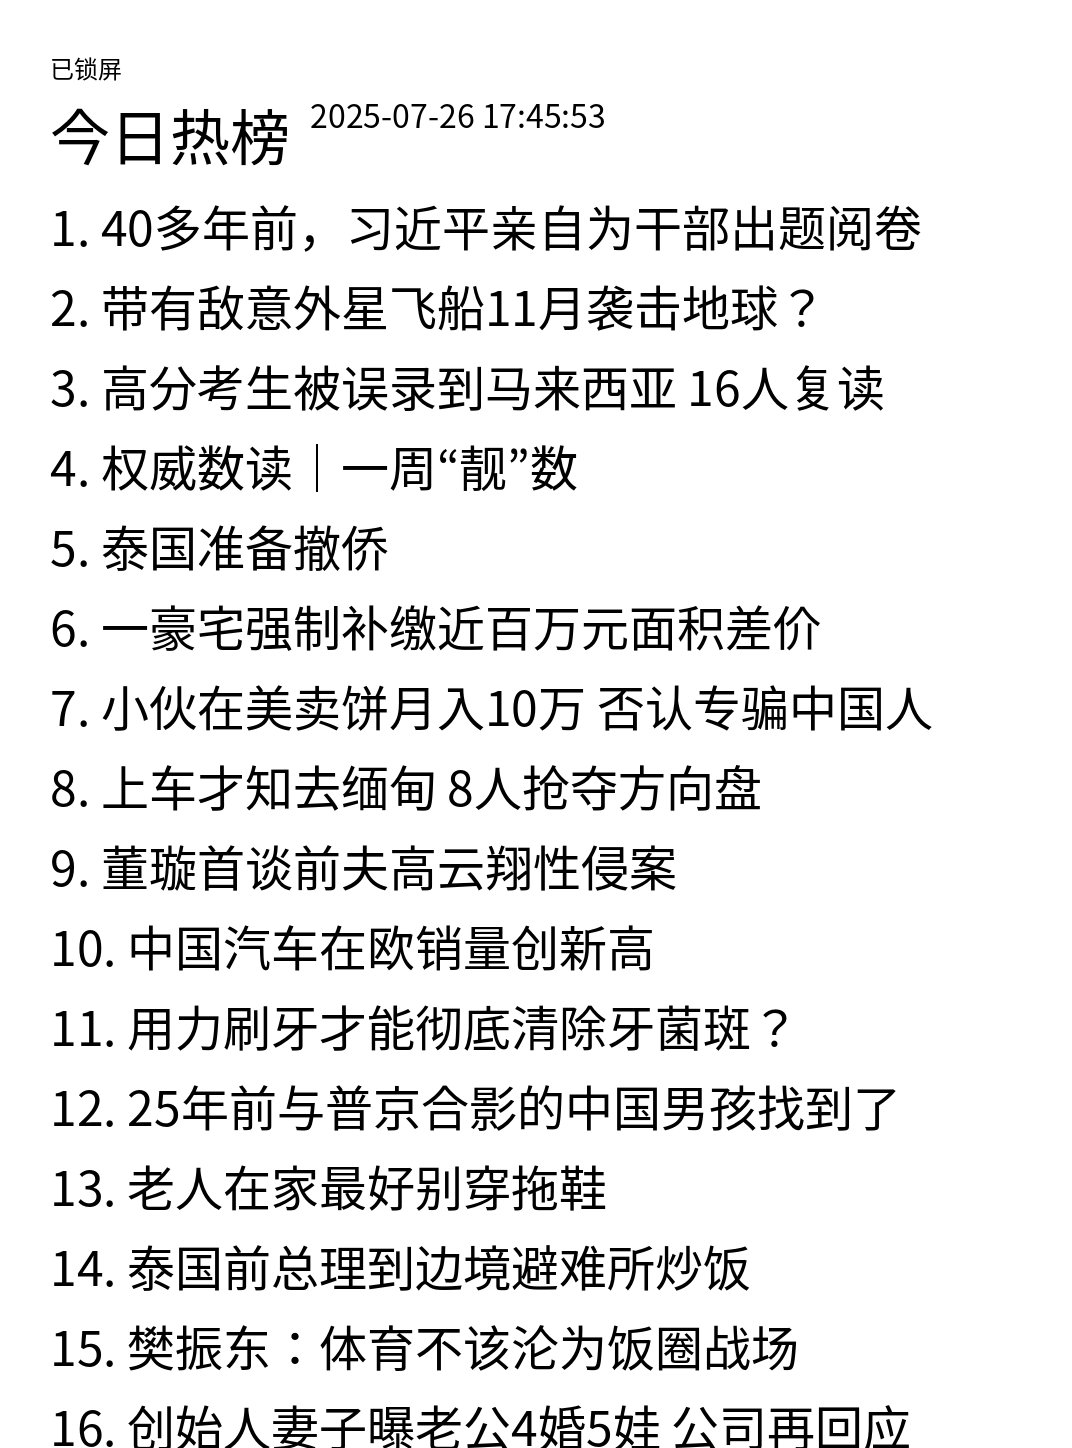 已锁屏
今日热榜 2025-07-26 17:45:53
1. 40多年前，习近平亲自为干部出题阅卷
2. 带有敌意外星飞船11月袭击地球？
3. 高分考生被误录到马来西亚 16人复读
4. 权威数读｜一周“靓”数
5. 泰国准备撤侨
6. 一豪宅强制补缴近百万元面积差价
7. 小伙在美卖饼月入10万 否认专骗中国人
8. 上车才知去缅甸 8人抢夺方向盘
9. 董璇首谈前夫高云翔性侵案
10. 中国汽车在欧销量创新高
11. 用力刷牙才能彻底清除牙菌斑？
12. 25年前与普京合影的中国男孩找到了
13. 老人在家最好别穿拖鞋
14. 泰国前总理到边境避难所炒饭
15. 樊振东：体育不该沦为饭圈战场
16. 创始人妻子曝老公4婚5娃 公司再回应